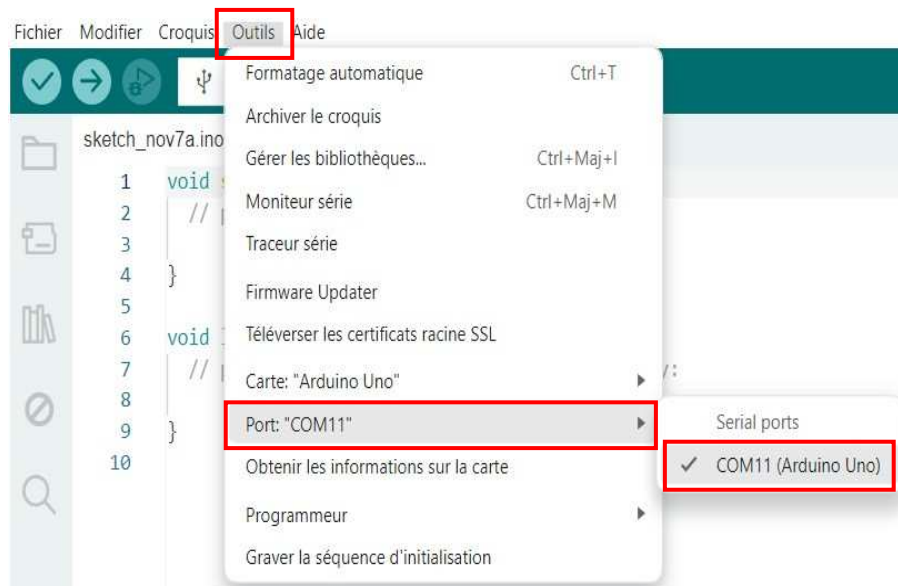 Fichier Modifier Croquis Outils Aide
Formatage automatique Ctrl+T
Archiver le croquis
sketch_nov7a.ino
Gérer les bibliothèques... Ctrl+Maj+I
1 void
Moniteur série Ctrl+Maj+M
2 //
Traceur série
3
4 }
Firmware Updater
5
Téléverser les certificats racine SSL
6 void
7 // :
Carte: "Arduino Uno"
8
Port: "COM11"
Serial ports
9 }
10
Obtenir les informations sur la carte
COM11 (Arduino Uno)
Programmeur
Graver la séquence d'initialisation